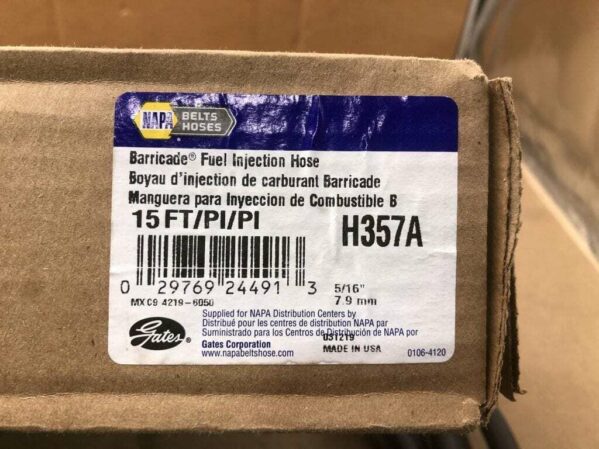 NAPA BELTS
HOSES
Barricade® Fuel Injection Hose
Boyau d'injection de carburant Barricade
Manguera para Inyeccion de Combustible B
15 FT/PI/PI
H357A
0 29769 24491 3
5/16"
7.9 mm
MX C9 4219-6050
Supplied for NAPA Distribution Centers by
Distribué pour les centres de distribution NAPA par
Suministrado para los Centros de Distribución de NAPA por
Gates Corporation
www.napabeltshose.com
031219
MADE IN USA
0106-4120
Gates®